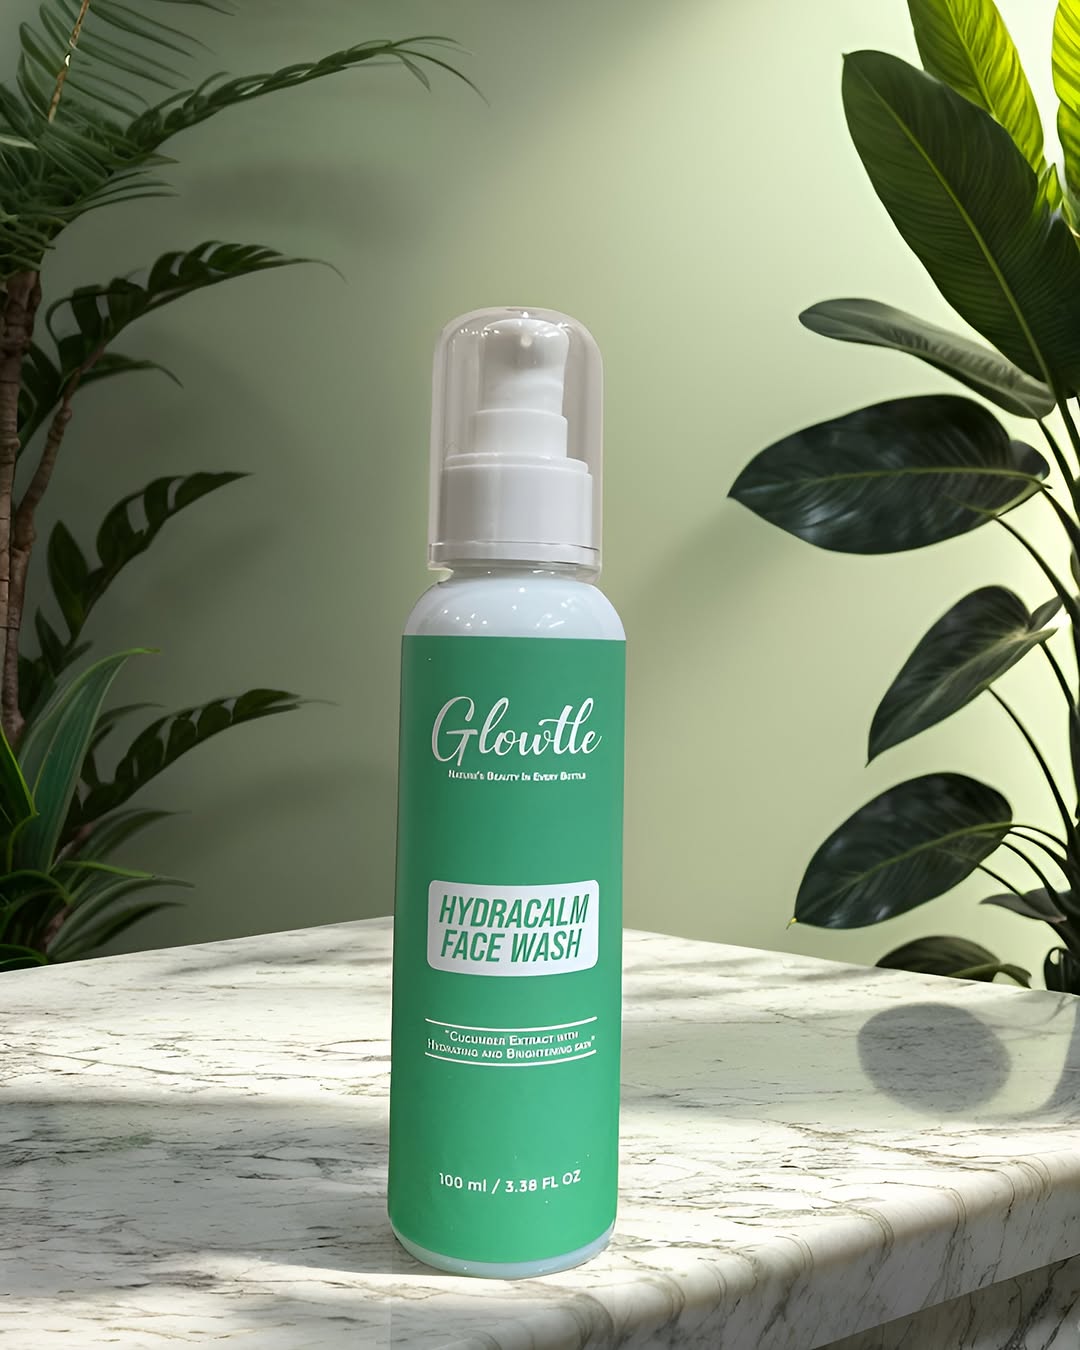 Glowtle
Nature's Beauty In Every Bottle
HYDRACALM
FACE WASH
"Cucumber Extract with
Hydrating and Brightening skin"
100 ml / 3.38 FL OZ